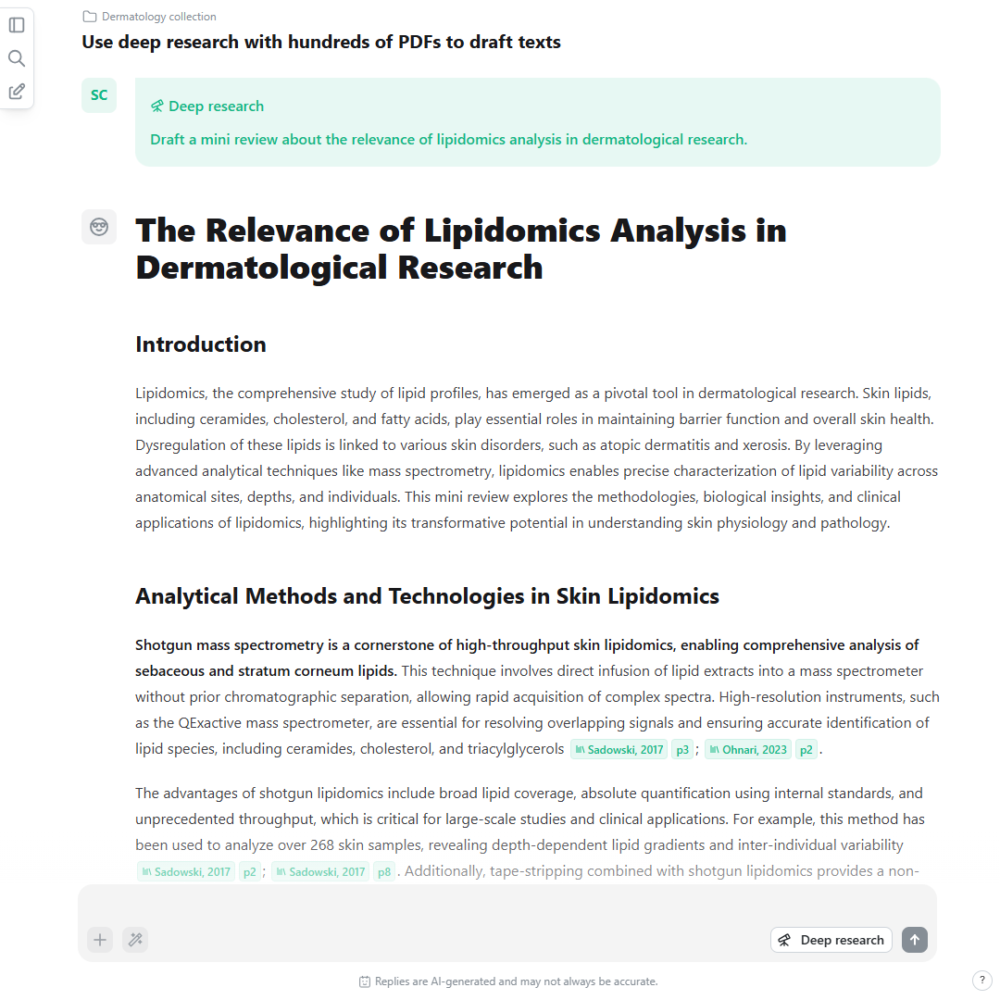 Dermatology collection
Use deep research with hundreds of PDFs to draft texts
SC
Deep research
Draft a mini review about the relevance of lipidomics analysis in dermatological research.
The Relevance of Lipidomics Analysis in
Dermatological Research
Introduction
Lipidomics, the comprehensive study of lipid profiles, has emerged as a pivotal tool in dermatological research. Skin lipids,
including ceramides, cholesterol, and fatty acids, play essential roles in maintaining barrier function and overall skin health.
Dysregulation of these lipids is linked to various skin disorders, such as atopic dermatitis and xerosis. By leveraging
advanced analytical techniques like mass spectrometry, lipidomics enables precise characterization of lipid variability across
anatomical sites, depths, and individuals. This mini review explores the methodologies, biological insights, and clinical
applications of lipidomics, highlighting its transformative potential in understanding skin physiology and pathology.
Analytical Methods and Technologies in Skin Lipidomics
Shotgun mass spectrometry is a cornerstone of high-throughput skin lipidomics, enabling comprehensive analysis of
sebaceous and stratum corneum lipids. This technique involves direct infusion of lipid extracts into a mass spectrometer
without prior chromatographic separation, allowing rapid acquisition of complex spectra. High-resolution instruments, such
as the QExactive mass spectrometer, are essential for resolving overlapping signals and ensuring accurate identification of
lipid species, including ceramides, cholesterol, and triacylglycerols Sadowski, 2017 p3 ; Ohnari, 2023 p2 .
The advantages of shotgun lipidomics include broad lipid coverage, absolute quantification using internal standards, and
unprecedented throughput, which is critical for large-scale studies and clinical applications. For example, this method has
been used to analyze over 268 skin samples, revealing depth-dependent lipid gradients and inter-individual variability
Sadowski, 2017 p2 ; Sadowski, 2017 p8 . Additionally, tape-stripping combined with shotgun lipidomics provides a non-
Deep research
Replies are AI-generated and may not always be accurate.
?